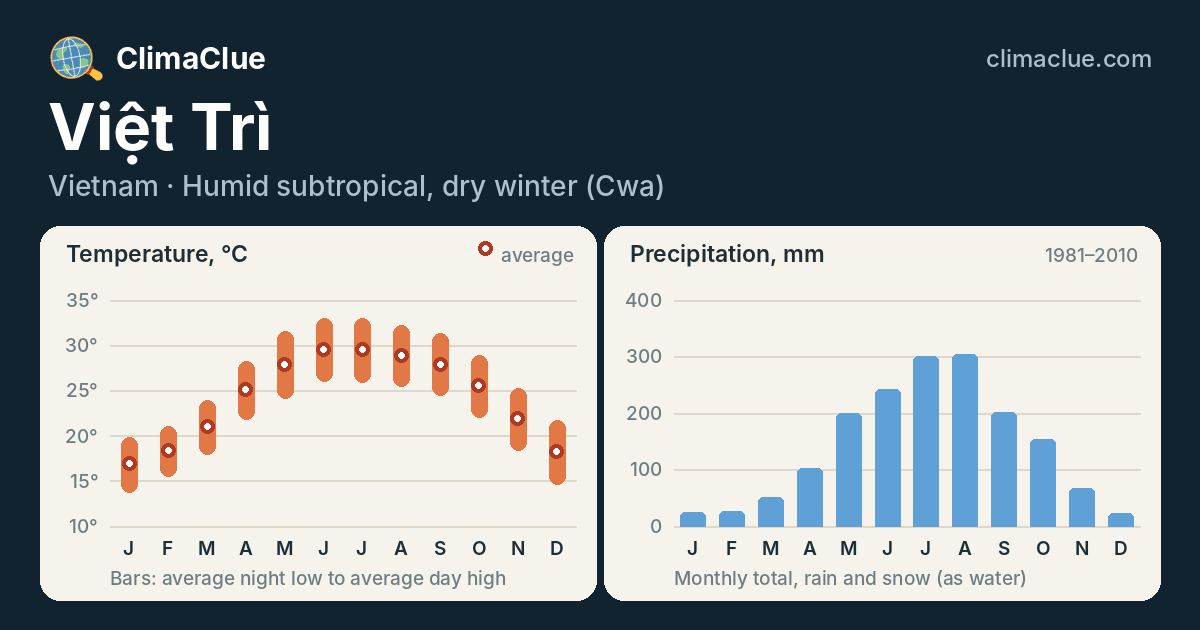 ClimaClue
climaclue.com
Việt Trì
Vietnam · Humid subtropical, dry winter (Cwa)
Temperature, °C
average
35°
30°
25°
20°
15°
10°
J F M A M J J A S O N D
Bars: average night low to average day high
Precipitation, mm
1981–2010
400
300
200
100
0
J F M A M J J A S O N D
Monthly total, rain and snow (as water)